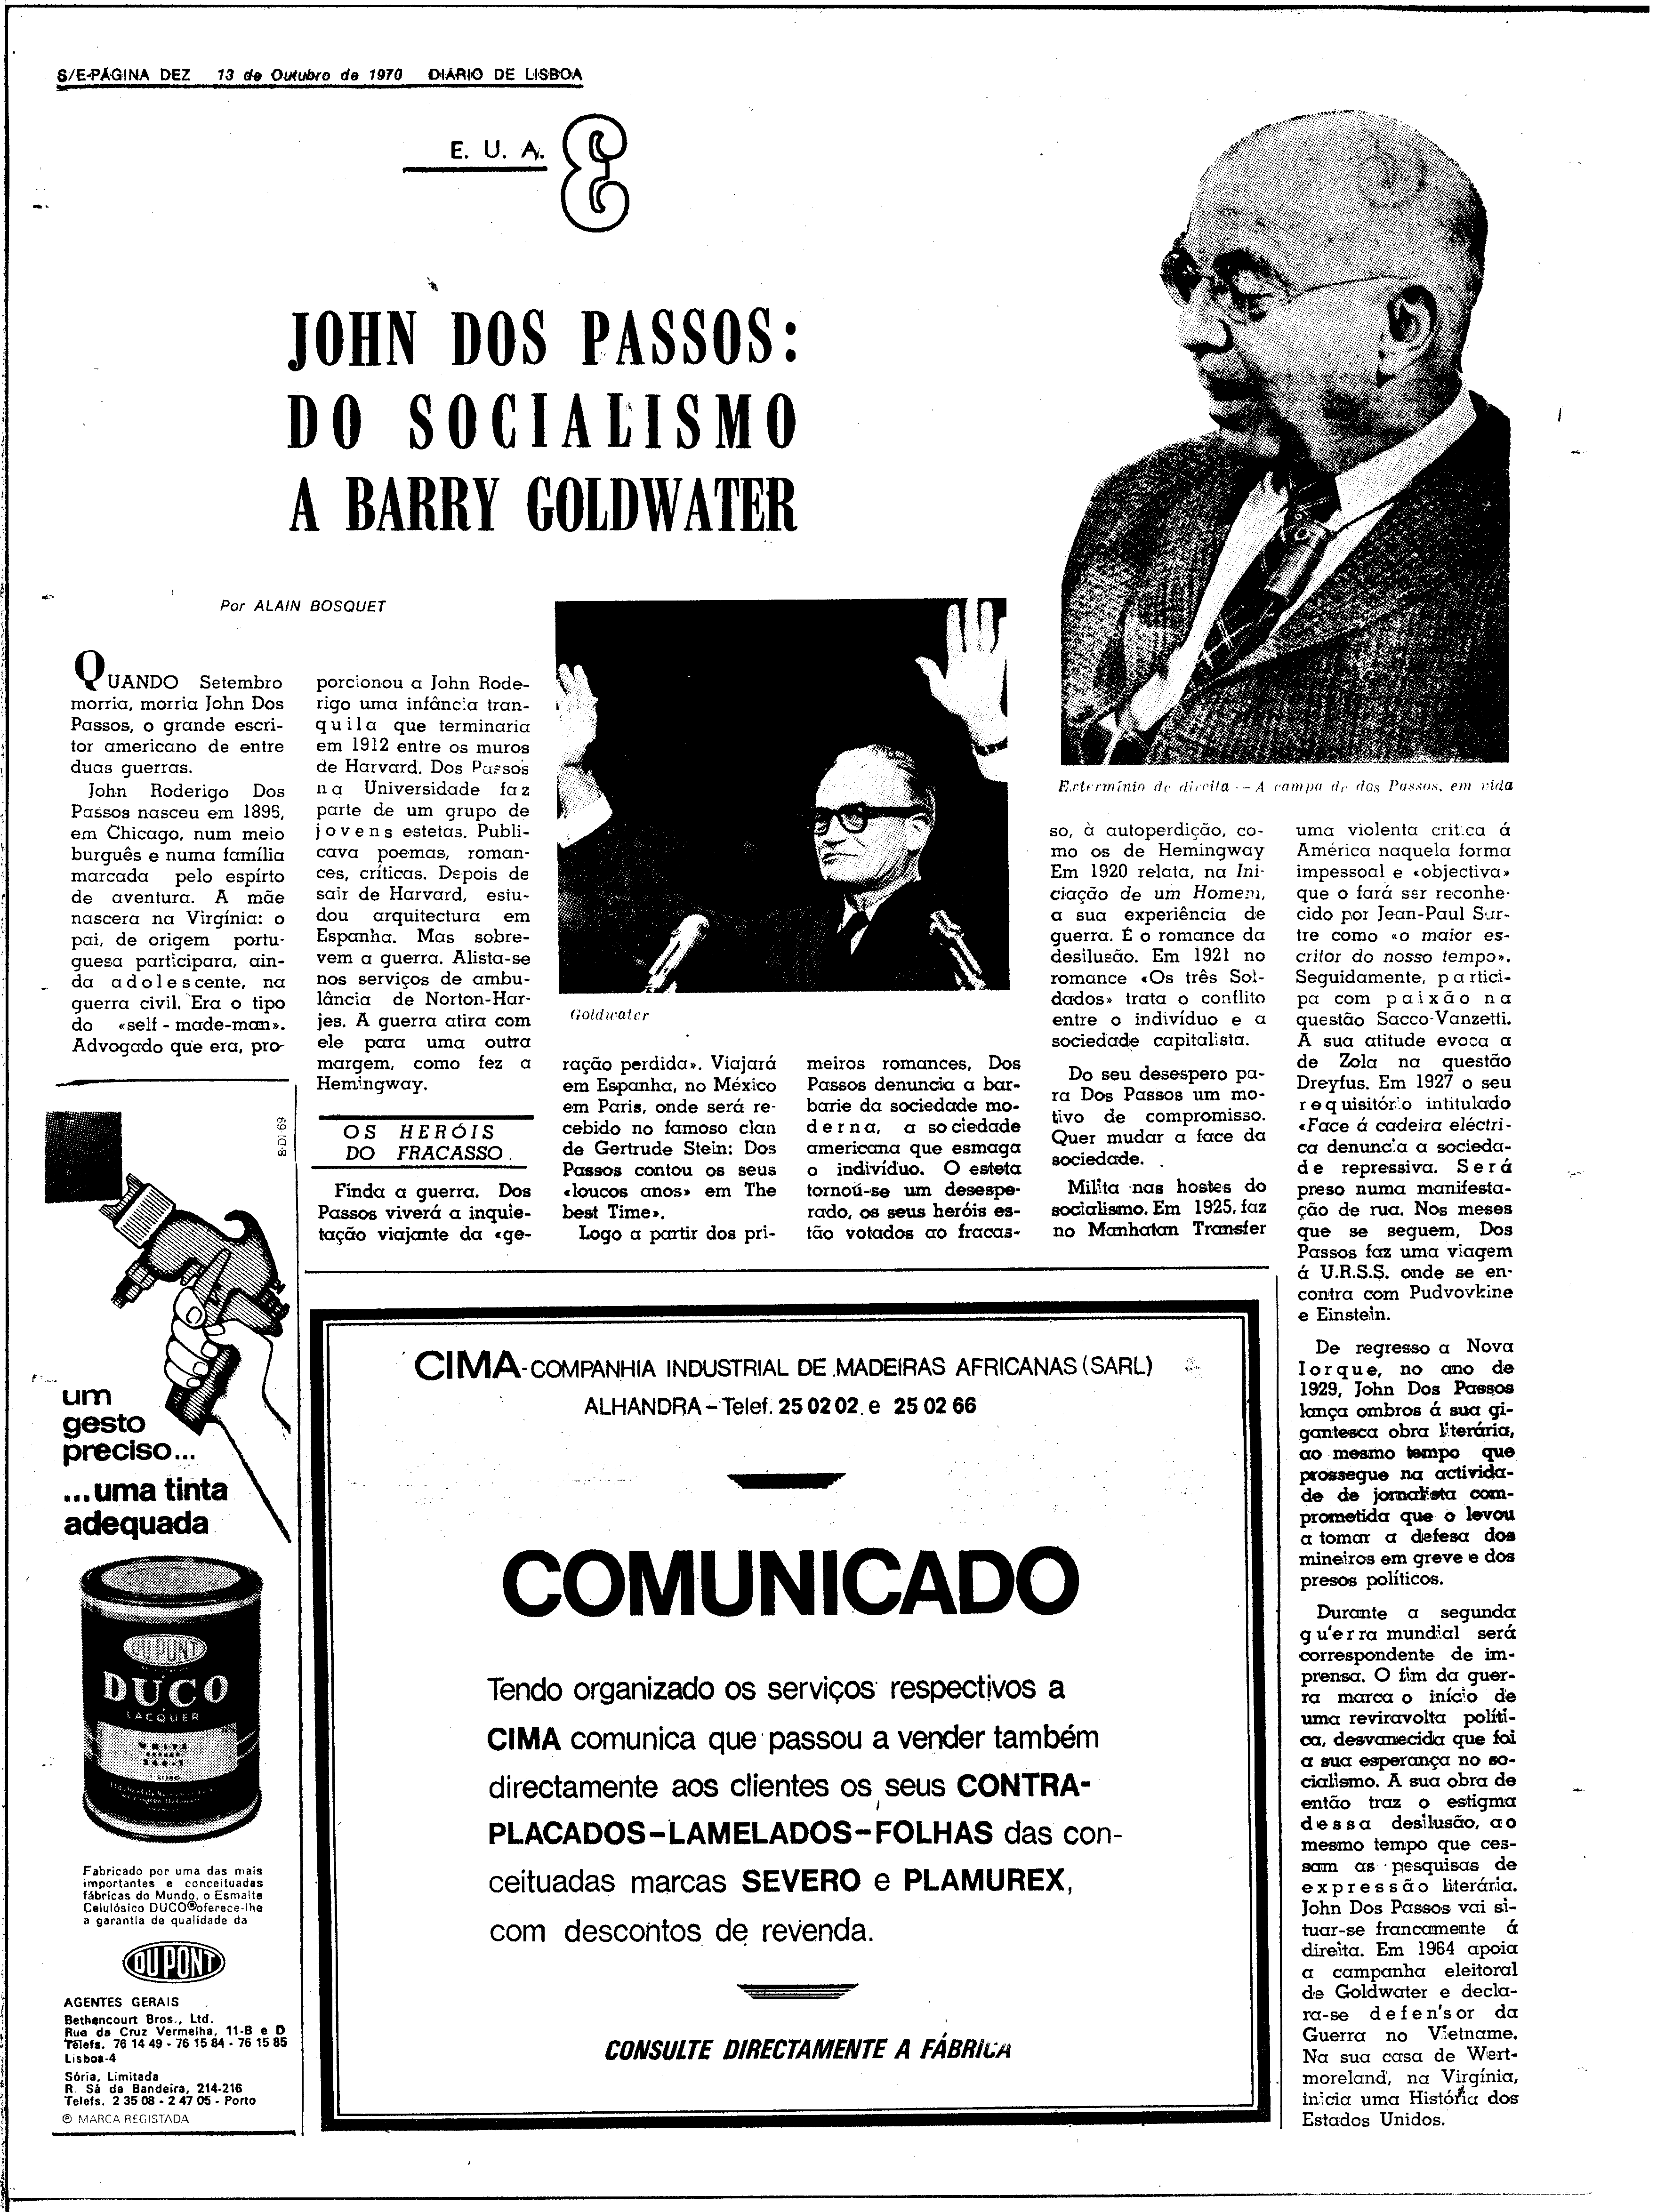 S/E-PÁGINA DEZ 13 de Outubro de 1970 DIÁRIO DE LISBOA
E. U. A. E
JOHN DOS PASSOS:
DO SOCIALISMO
A BARRY GOLDWATER
Por ALAIN BOSQUET
QUANDO Setembro
morria, morria John Dos
Passos, o grande escri-
tor americano de entre
duas guerras.
John Roderigo Dos
Passos nasceu em 1896,
em Chicago, num meio
burguês e numa família
marcada pelo espírto
de aventura. A mãe
nascera na Virgínia: o
pai, de origem portu-
guesa participara, ain-
da adolescente, na
guerra civil. Era o tipo
do «self-made-man».
Advogado que era, pro-
porcionou a John Rode-
rigo uma infância tran-
quila que terminaria
em 1912 entre os muros
de Harvard. Dos Passos
na Universidade faz
parte de um grupo de
jovens estetas. Publi-
cava poemas, roman-
ces, críticas. Depois de
sair de Harvard, estu-
dou arquitectura em
Espanha. Mas sobre-
vem a guerra. Alista-se
nos serviços de ambu-
lância de Norton-Har-
jes. A guerra atira com
ele para uma outra
margem, como fez a
Hemingway.
OS HERÓIS
DO FRACASSO
Finda a guerra. Dos
Passos viverá a inquie-
tação viajante da «ge-
Goldwater
ração perdida». Viajará
em Espanha, no México
em Paris, onde será re-
cebido no famoso clan
de Gertrude Stein: Dos
Passos contou os seus
«loucos anos» em The
best Time».
Logo a partir dos pri-
meiros romances, Dos
Passos denuncia a bar-
barie da sociedade mo-
derna, a sociedade
americana que esmaga
o indivíduo. O esteta
tornou-se um desespe-
rado, os seus heróis es-
tão votados ao fracas-
Extermínio de direita -- A campa de dos Passos, em vida
so, à autoperdição, co-
mo os de Hemingway
Em 1920 relata, na Ini-
ciação de um Homem,
a sua experiência de
guerra. É o romance da
desilusão. Em 1921 no
romance «Os três Sol-
dados» trata o conflito
entre o indivíduo e a
sociedade capitalista.
Do seu desespero pa-
ra Dos Passos um mo-
tivo de compromisso.
Quer mudar a face da
sociedade.
Milita nas hostes do
socialismo. Em 1925, faz
no Manhatan Transfer
uma violenta crítica á
América naquela forma
impessoal e «objectiva»
que o fará ser reconhe-
cido por Jean-Paul Sar-
tre como «o maior es-
critor do nosso tempo».
Seguidamente, partici-
pa com paixão na
questão Sacco-Vanzetti.
A sua atitude evoca a
de Zola na questão
Dreyfus. Em 1927 o seu
requisitório intitulado
«Face á cadeira eléctri-
ca denuncia a socieda-
de repressiva. Será
preso numa manifesta-
ção de rua. Nos meses
que se seguem, Dos
Passos faz uma viagem
á U.R.S.S. onde se en-
contra com Pudvovkine
e Einstein.
De regresso a Nova
Iorque, no ano de
1929, John Dos Passos
lança ombros á sua gi-
gantesca obra literária,
ao mesmo tempo que
prossegue na activida-
de de jornalista com-
prometida que o levou
a tomar a defesa dos
mineiros em greve e dos
presos políticos.
Durante a segunda
gu'erra mundial será
correspondente de im-
prensa. O fim da guer-
ra marca o início de
uma reviravolta políti-
ca, desvanecida que foi
a sua esperança no so-
cialismo. A sua obra de
então traz o estigma
dessa desilusão, ao
mesmo tempo que ces-
sam as pesquisas de
expressão literária.
John Dos Passos vai si-
tuar-se francamente á
direita. Em 1964 apoia
a campanha eleitoral
de Goldwater e decla-
ra-se defen'sor da
Guerra no Vietname.
Na sua casa de Wert-
moreland, na Virgínia,
inicia uma História dos
Estados Unidos.
um
gesto
preciso...
...uma tinta
adequada
DU PONT
DUCO
LACQUER
WHITE
Fabricado por uma das mais
importantes e conceituadas
fábricas do Mundo, o Esmalte
Celulósico DUCO® oferece-lhe
a garantia de qualidade da
DU PONT
AGENTES GERAIS
Bethencourt Bros., Ltd.
Rua da Cruz Vermelha, 11-B e D
Telefs. 76 14 49 - 76 15 84 - 76 15 85
Lisboa-4
Sória, Limitada
R. Sá da Bandeira, 214-216
Telefs. 2 35 08 - 2 47 05 - Porto
® MARCA REGISTADA
CIMA-COMPANHIA INDUSTRIAL DE MADEIRAS AFRICANAS (SARL)
ALHANDRA - Telef. 25 02 02. e 25 02 66
COMUNICADO
Tendo organizado os serviços respectivos a
CIMA comunica que passou a vender também
directamente aos clientes os seus CONTRA-
PLACADOS-LAMELADOS-FOLHAS das con-
ceituadas marcas SEVERO e PLAMUREX,
com descontos de revenda.
CONSULTE DIRECTAMENTE A FÁBRICA